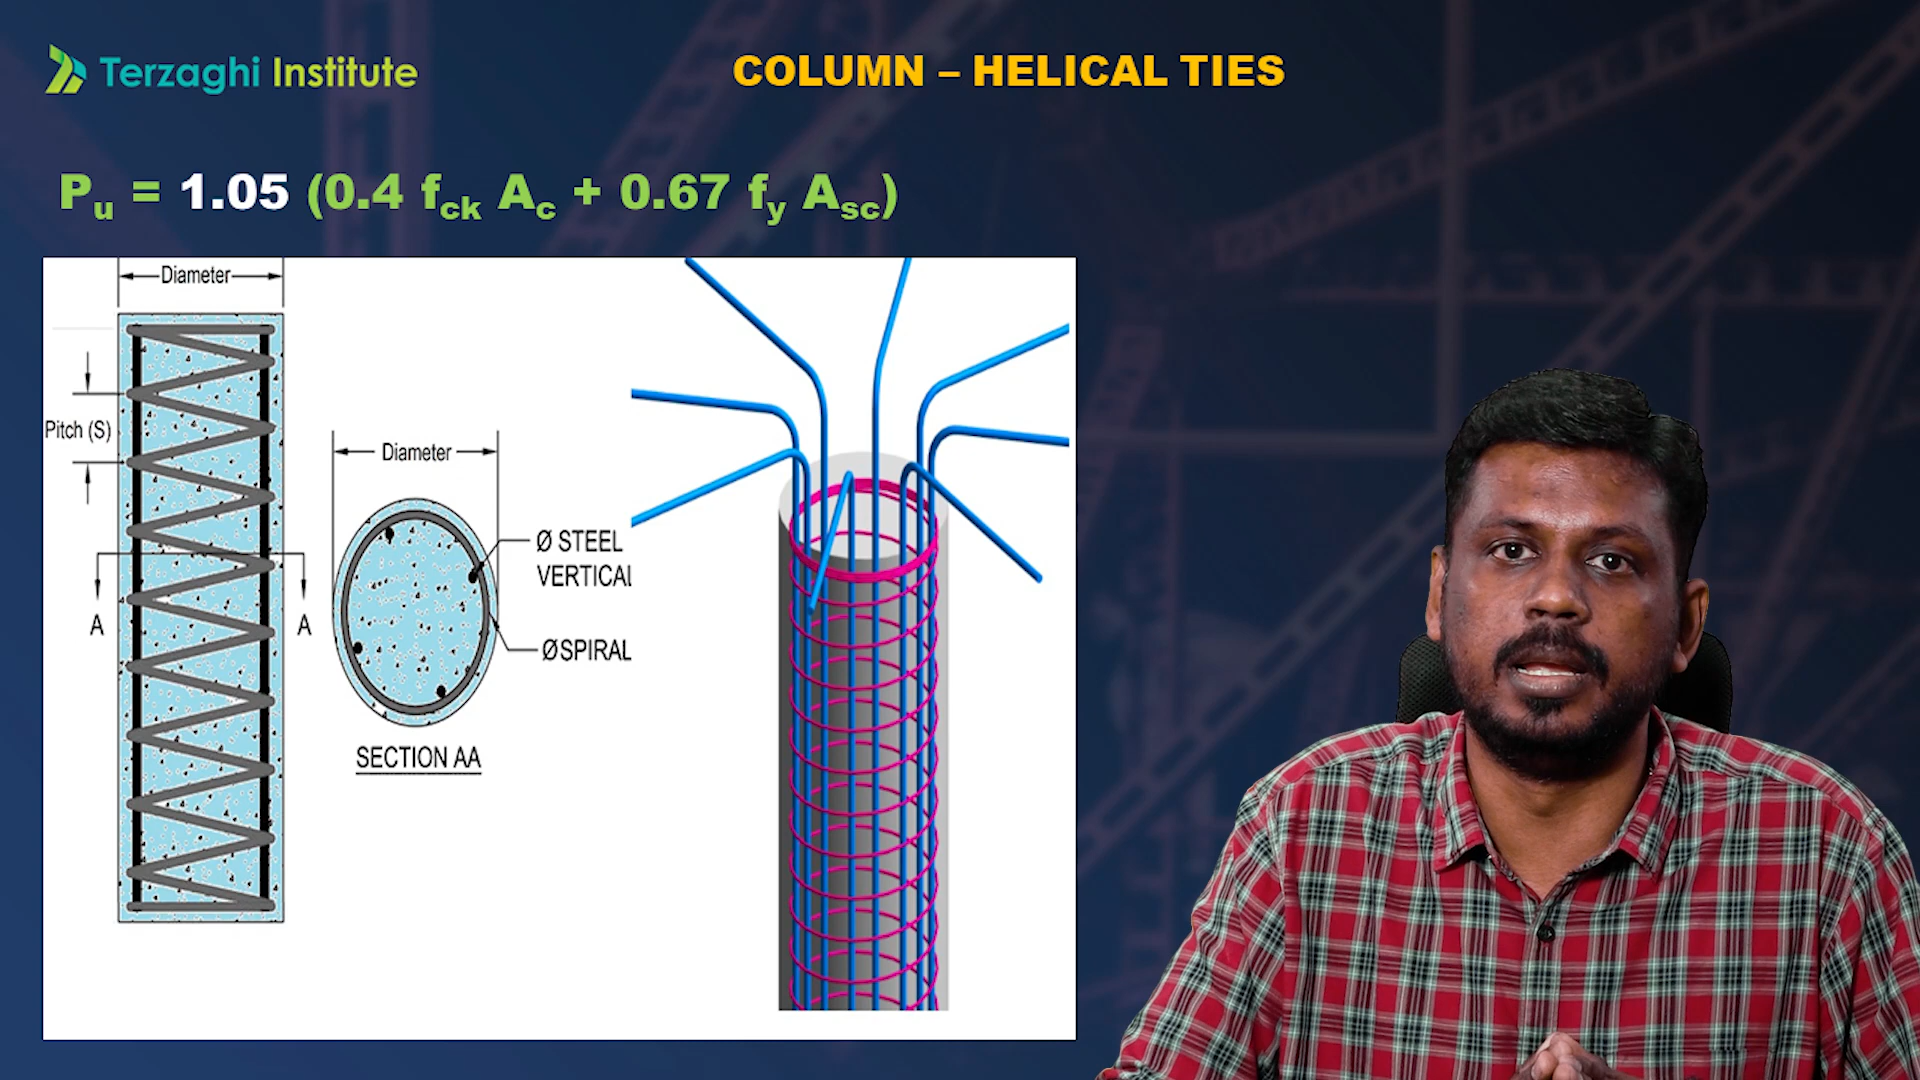 Terzaghi Institute
COLUMN – HELICAL TIES
Pu = 1.05 (0.4 fck Ac + 0.67 fy Asc)
Diameter
Pitch (S)
A
A
Diameter
Ø STEEL
VERTICAL
ØSPIRAL
SECTION AA